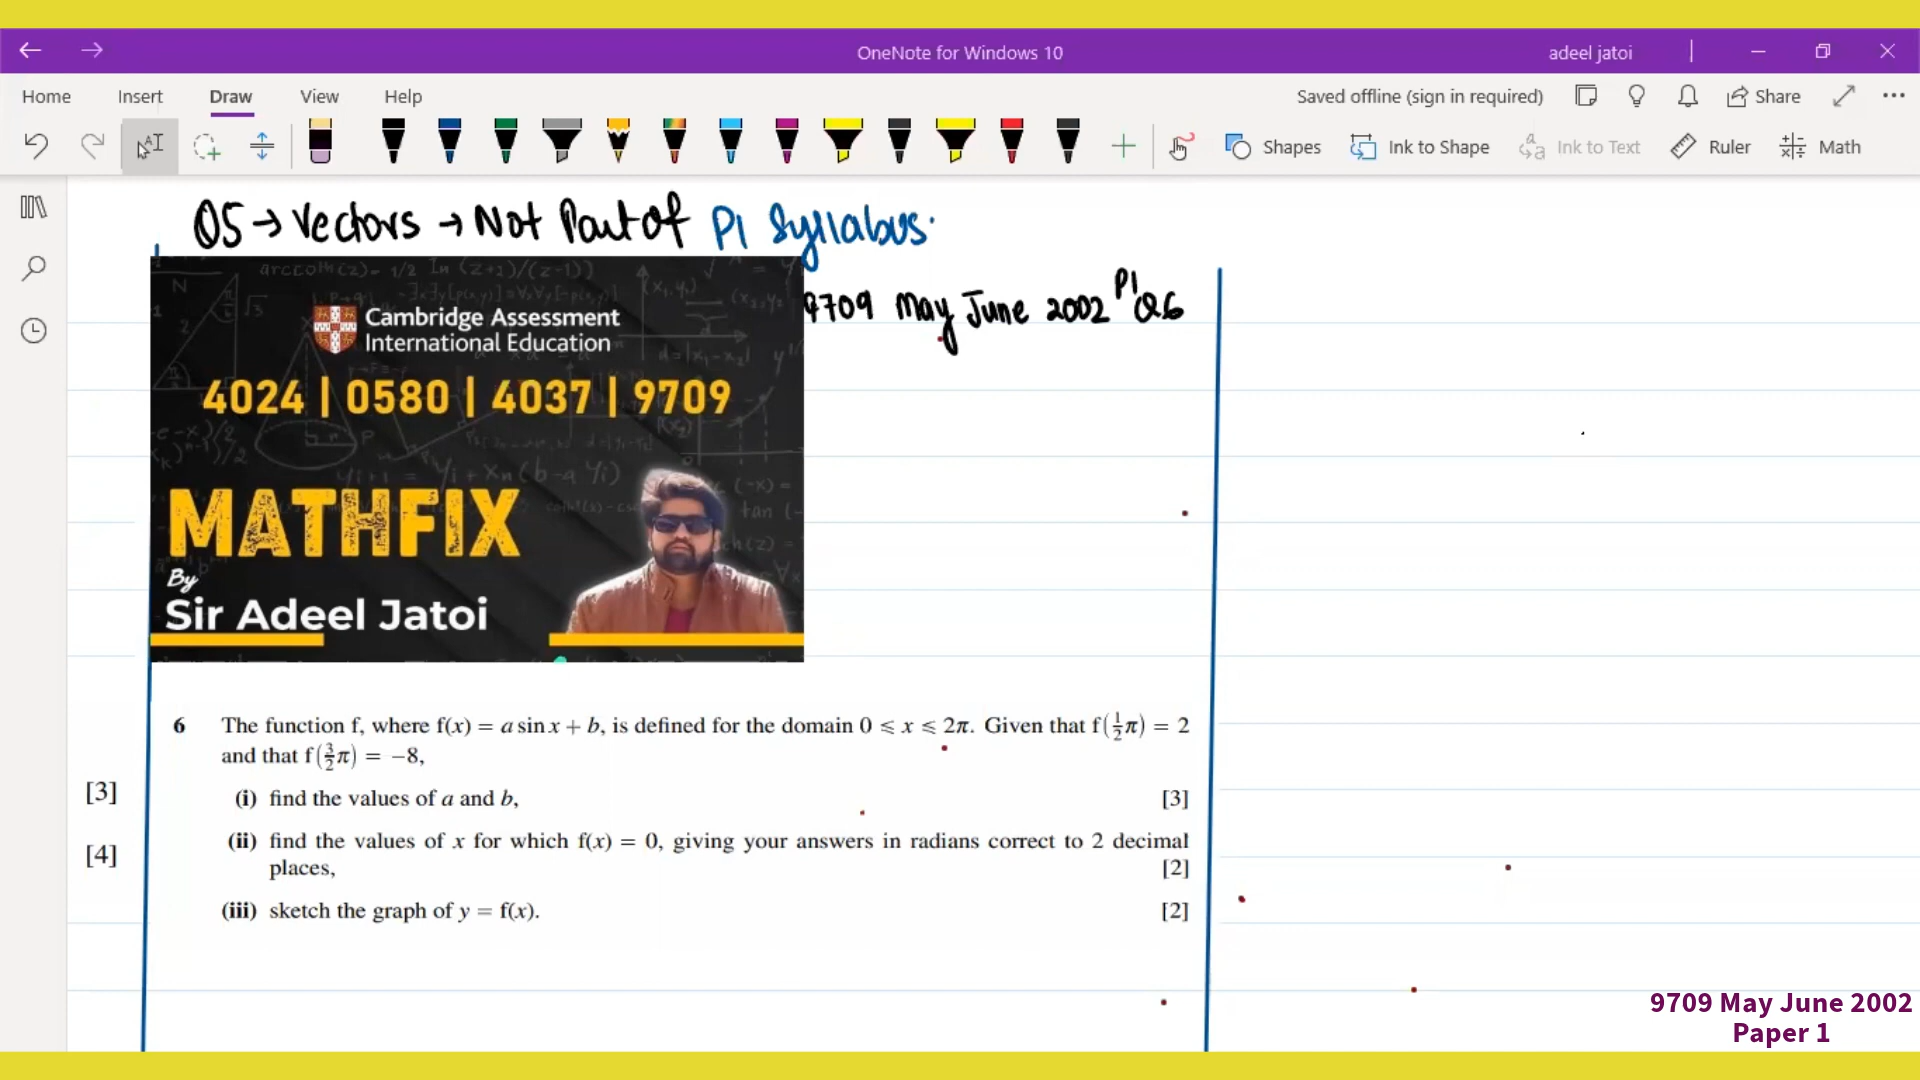 OneNote for Windows 10
adeel jatoi
Home Insert Draw View Help
Saved offline (sign in required)
Share
Shapes Ink to Shape Ink to Text Ruler Math
Q5 → Vectors → Not Part of P1 Syllabus.
9709 May June 2002 P1 Q6
Cambridge Assessment
International Education
4024 | 0580 | 4037 | 9709
MATHFIX
By
Sir Adeel Jatoi
6 The function f, where f(x) = a sin x + b, is defined for the domain 0 ⩽ x ⩽ 2π. Given that f(½π) = 2
and that f(3/2π) = −8,
[3]
(i) find the values of a and b, [3]
(ii) find the values of x for which f(x) = 0, giving your answers in radians correct to 2 decimal
[4]
places, [2]
(iii) sketch the graph of y = f(x). [2]
9709 May June 2002
Paper 1